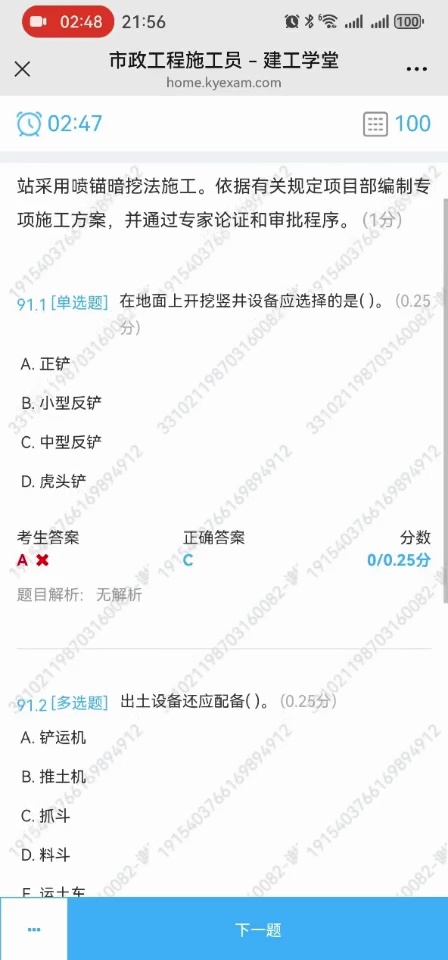 02:48 21:56 6 100
市政工程施工员 – 建工学堂
home.kyexam.com
02:47 100
站采用喷锚暗挖法施工。依据有关规定项目部编制专
项施工方案，并通过专家论证和审批程序。(1分)
91.1 [单选题] 在地面上开挖竖井设备应选择的是( )。 (0.25
分)
A. 正铲
B. 小型反铲
C. 中型反铲
D. 虎头铲
考生答案 正确答案 分数
A C 0/0.25分
题目解析: 无解析
91.2 [多选题] 出土设备还应配备( )。 (0.25分)
A. 铲运机
B. 推土机
C. 抓斗
D. 料斗
E. 运土车
下一题